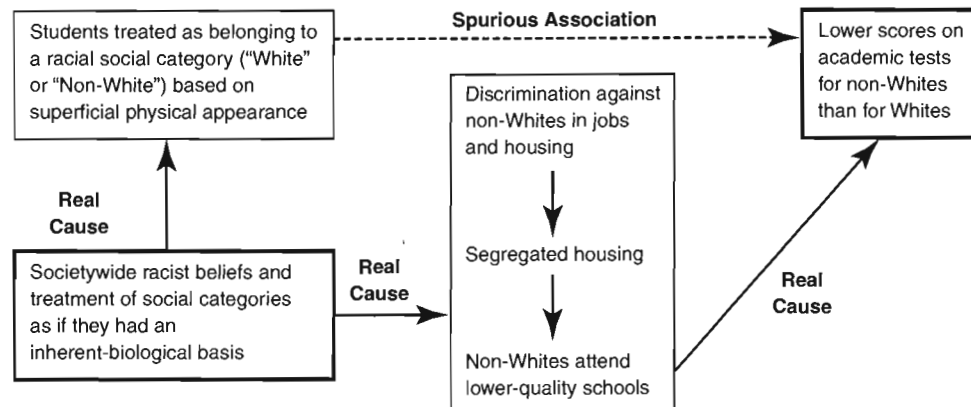 Spurious Association
Students treated as belonging to
a racial social category (“White”
or “Non-White”) based on
superficial physical appearance
Lower scores on
academic tests
for non-Whites
than for Whites
Discrimination against
non-Whites in jobs
and housing
Real
Cause
Segregated housing
Societywide racist beliefs and
treatment of social categories
as if they had an
inherent-biological basis
Real
Cause
Real
Cause
Non-Whites attend
lower-quality schools